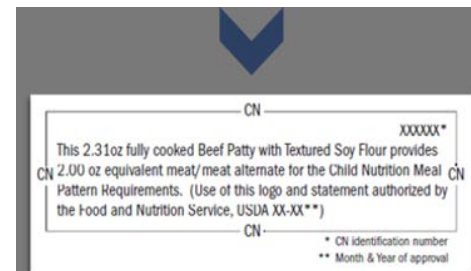 CN
XXXXXX*
This 2.31oz fully cooked Beef Patty with Textured Soy Flour provides
CN 2.00 oz equivalent meat/meat alternate for the Child Nutrition Meal CN
Pattern Requirements. (Use of this logo and statement authorized by
the Food and Nutrition Service, USDA XX-XX**)
CN
* CN identification number
** Month & Year of approval